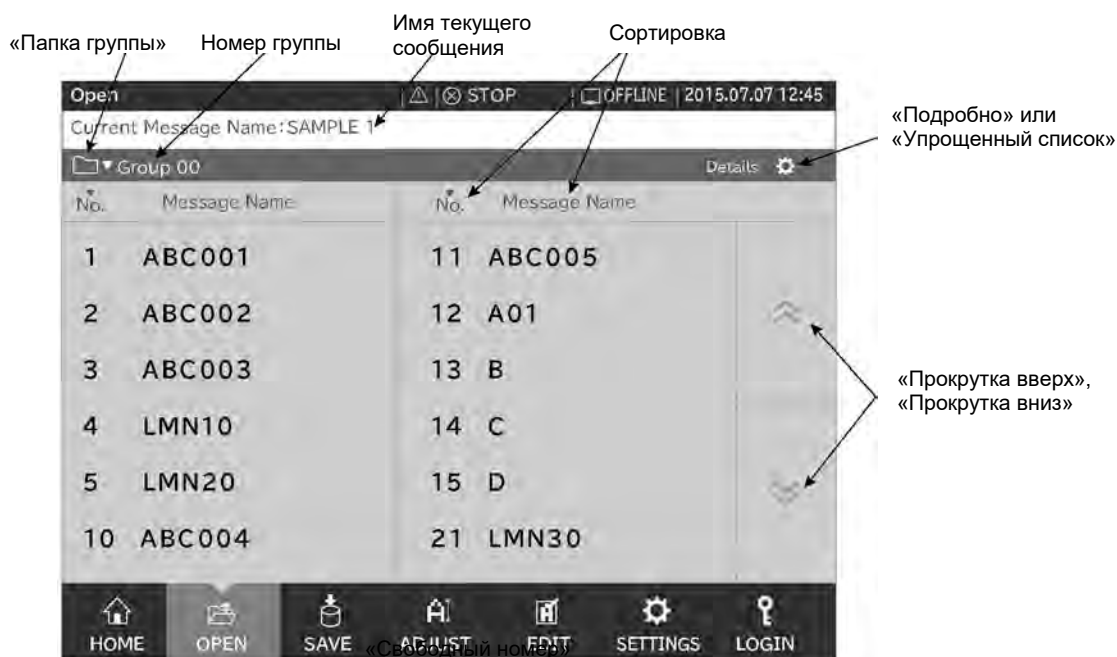 Имя текущего
сообщения
Сортировка
«Папка группы»
Номер группы
Open
STOP
OFFLINE
2015.07.07 12:45
Current Message Name:SAMPLE 1
«Подробно» или
«Упрощенный список»
Group 00
Details
No.
Message Name
No.
Message Name
1 ABC001
11 ABC005
2 ABC002
12 A01
3 ABC003
13 B
«Прокрутка вверх»,
«Прокрутка вниз»
4 LMN10
14 C
5 LMN20
15 D
10 ABC004
21 LMN30
HOME
OPEN
SAVE
ADJUST
EDIT
SETTINGS
LOGIN
«Свободный номер»